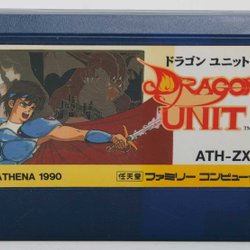 ドラゴン ユニット
DRAGON
UNIT™
ATH-ZX
ATHENA 1990
任天堂 ファミリー コンピュー